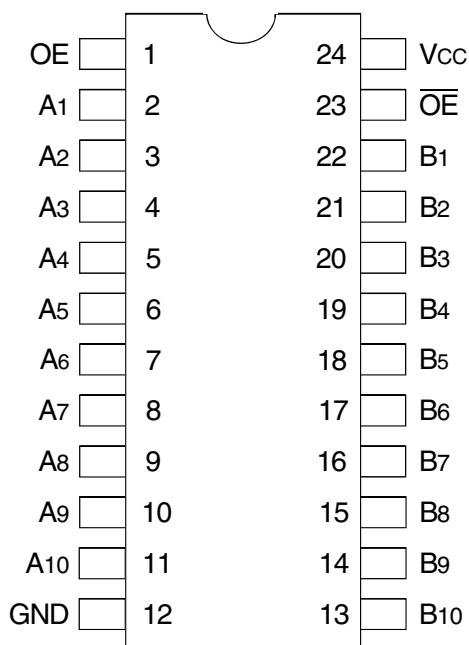 OE 1 24 VCC
A1 2 23 O̅E̅
A2 3 22 B1
A3 4 21 B2
A4 5 20 B3
A5 6 19 B4
A6 7 18 B5
A7 8 17 B6
A8 9 16 B7
A9 10 15 B8
A10 11 14 B9
GND 12 13 B10